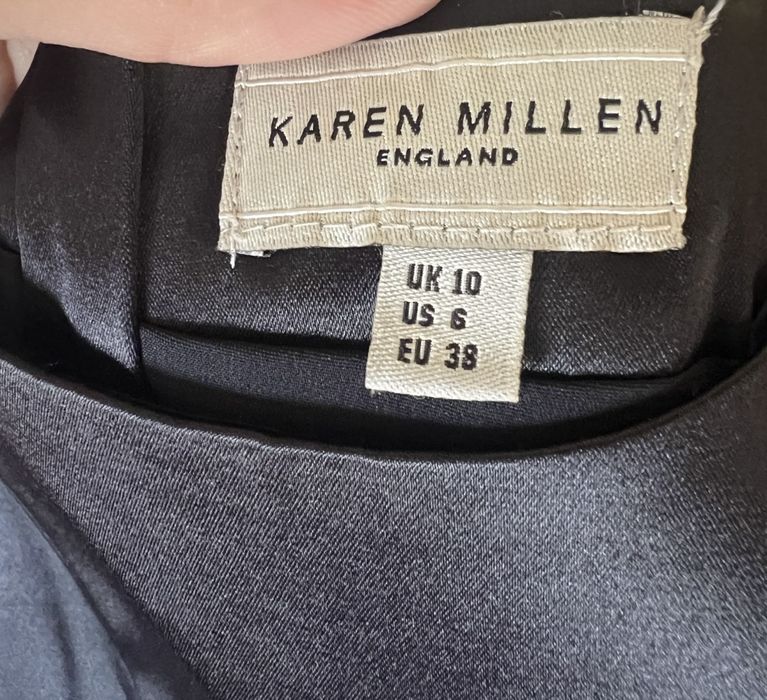 KAREN MILLEN
ENGLAND
UK 10
US 6
EU 38